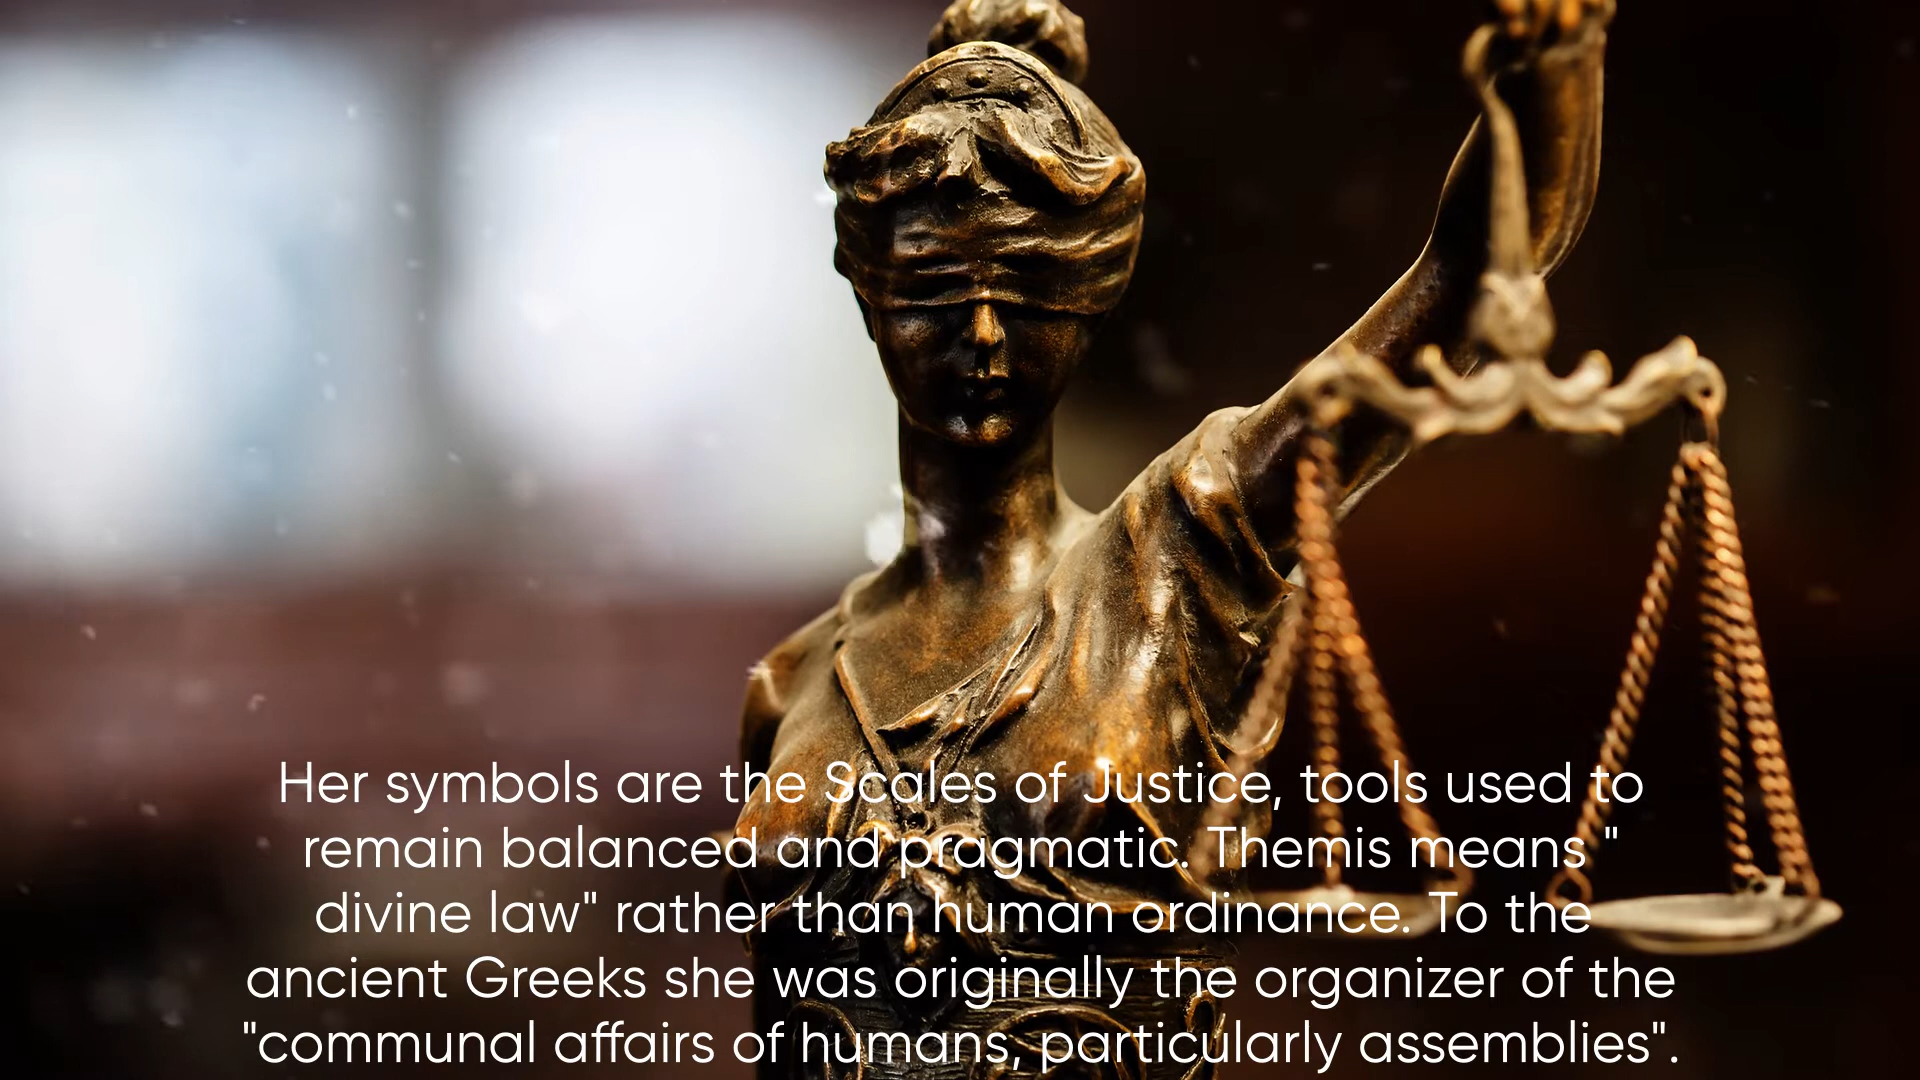 Her symbols are the Scales of Justice, tools used to
remain balanced and pragmatic. Themis means "
divine law" rather than human ordinance. To the
ancient Greeks she was originally the organizer of the
"communal affairs of humans, particularly assemblies".